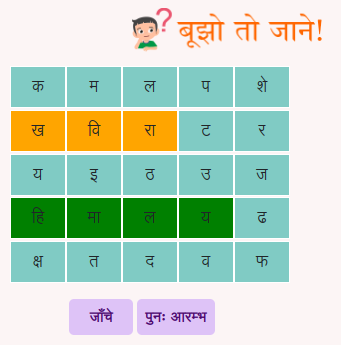 बूझो तो जाने!
क म ल प शे
ख वि रा ट र
य इ ठ उ ज
हि मा ल य ढ
क्ष त द व फ
जाँचे पुनः आरम्भ